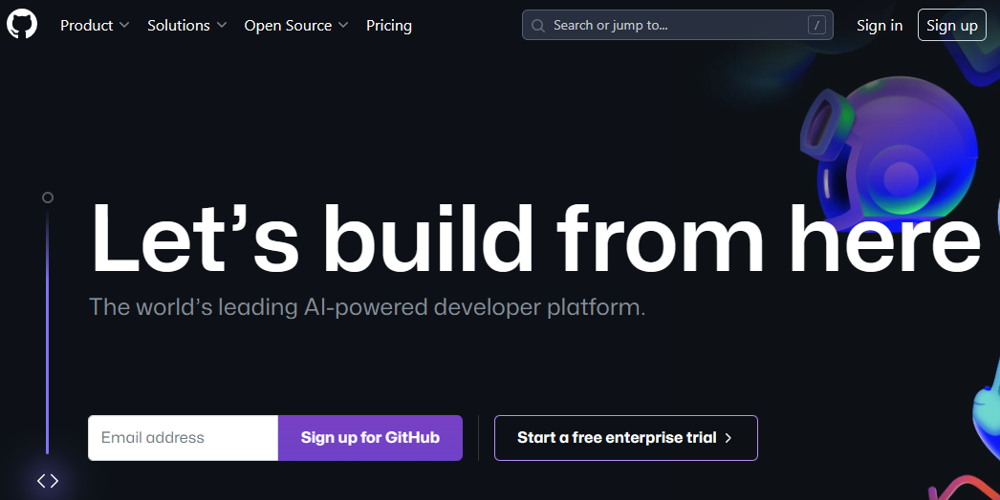 Product Solutions Open Source Pricing Search or jump to... / Sign in Sign up
Let’s build from here
The world’s leading AI-powered developer platform.
Email address Sign up for GitHub Start a free enterprise trial